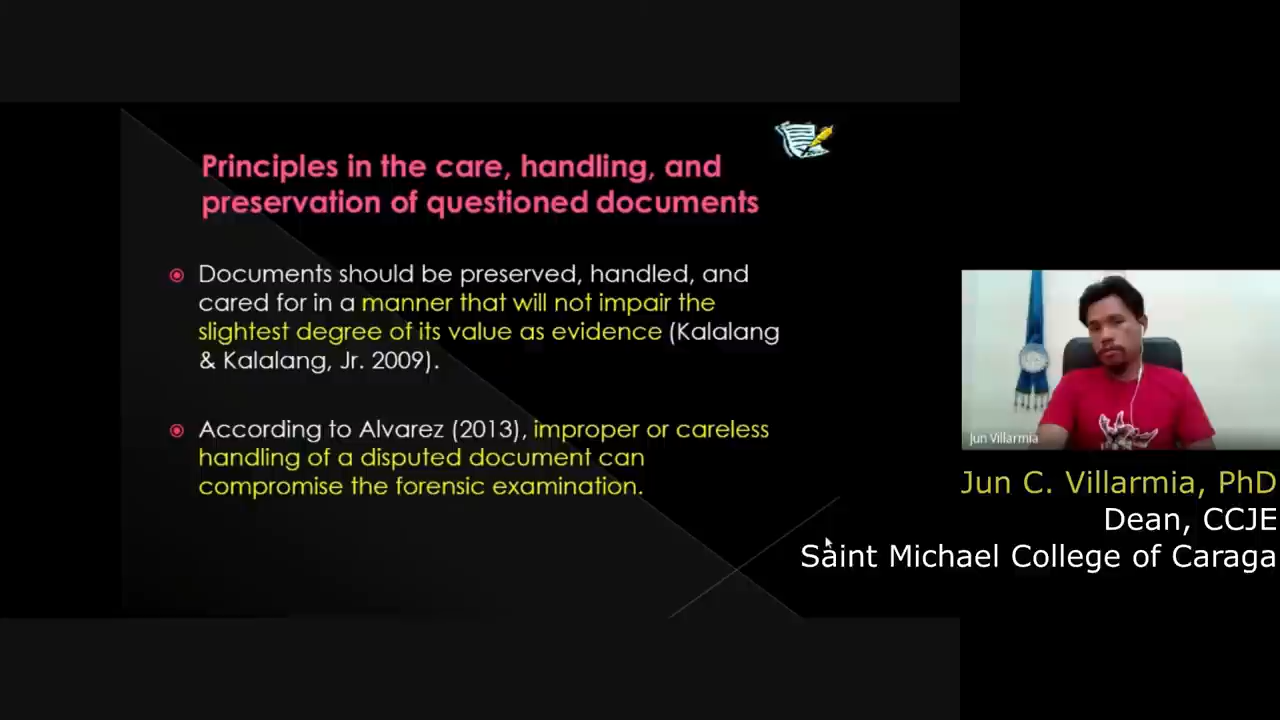 Principles in the care, handling, and
preservation of questioned documents
Documents should be preserved, handled, and
cared for in a manner that will not impair the
slightest degree of its value as evidence (Kalalang
& Kalalang, Jr. 2009).
According to Alvarez (2013), improper or careless
handling of a disputed document can
compromise the forensic examination.
Jun Villarmia
Jun C. Villarmia, PhD
Dean, CCJE
Saint Michael College of Caraga